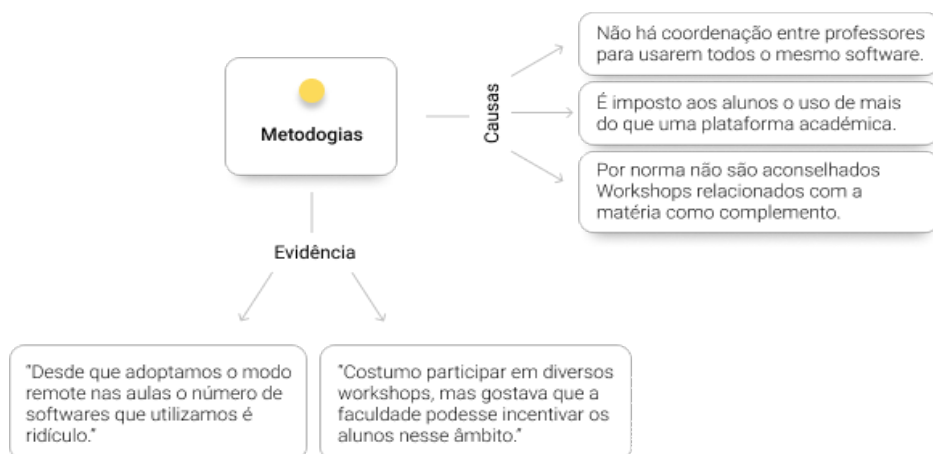 Metodogias
Causas
Não há coordenação entre professores
para usarem todos o mesmo software.
É imposto aos alunos o uso de mais
do que uma plataforma académica.
Por norma não são aconselhados
Workshops relacionados com a
matéria como complemento.
Evidência
"Desde que adoptamos o modo
remote nas aulas o número de
softwares que utilizamos é
ridículo."
"Costumo participar em diversos
workshops, mas gostava que a
faculdade podesse incentivar os
alunos nesse âmbito."